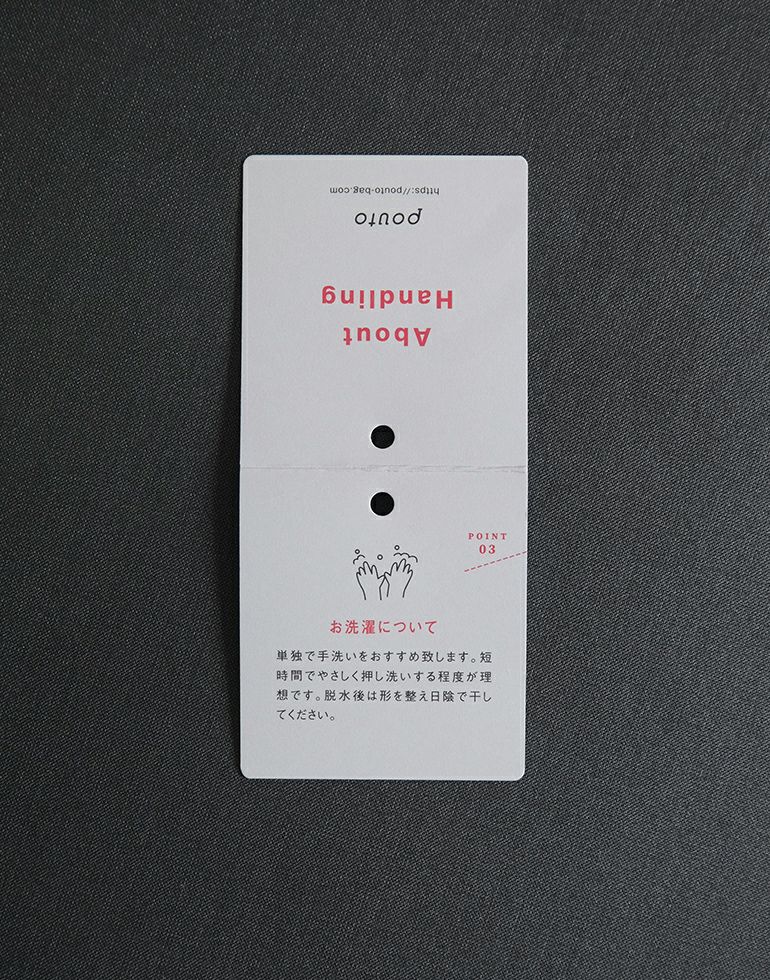 About
Handling
pouto
https://pouto-bag.com
POINT
03
お洗濯について
単独で手洗いをおすすめ致します。短
時間でやさしく押し洗いする程度が理
想です。脱水後は形を整え日陰で干し
てください。